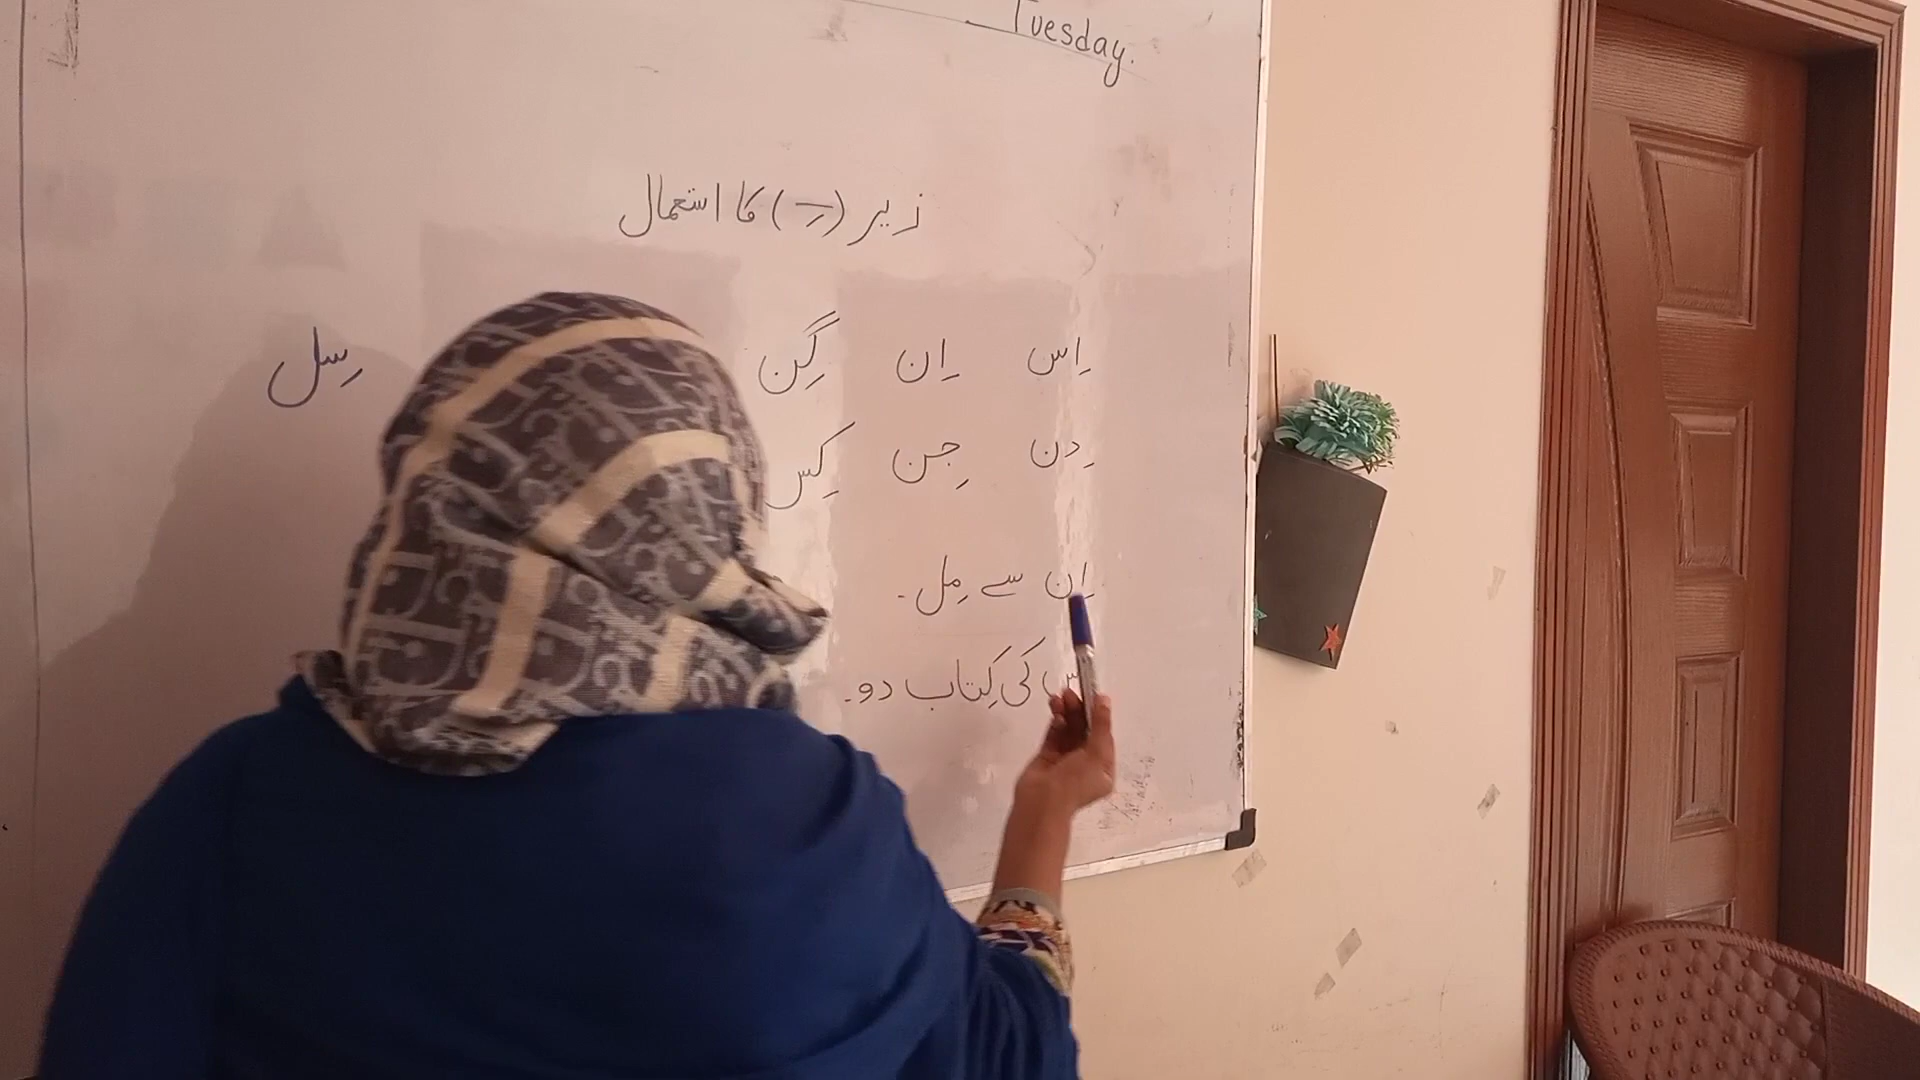 Tuesday.
زیر (ـِ) کا استعمال
اِس اِن گِن سِل
دِن جِن کِس
اِن سے مِل۔
کی کِتاب دو۔